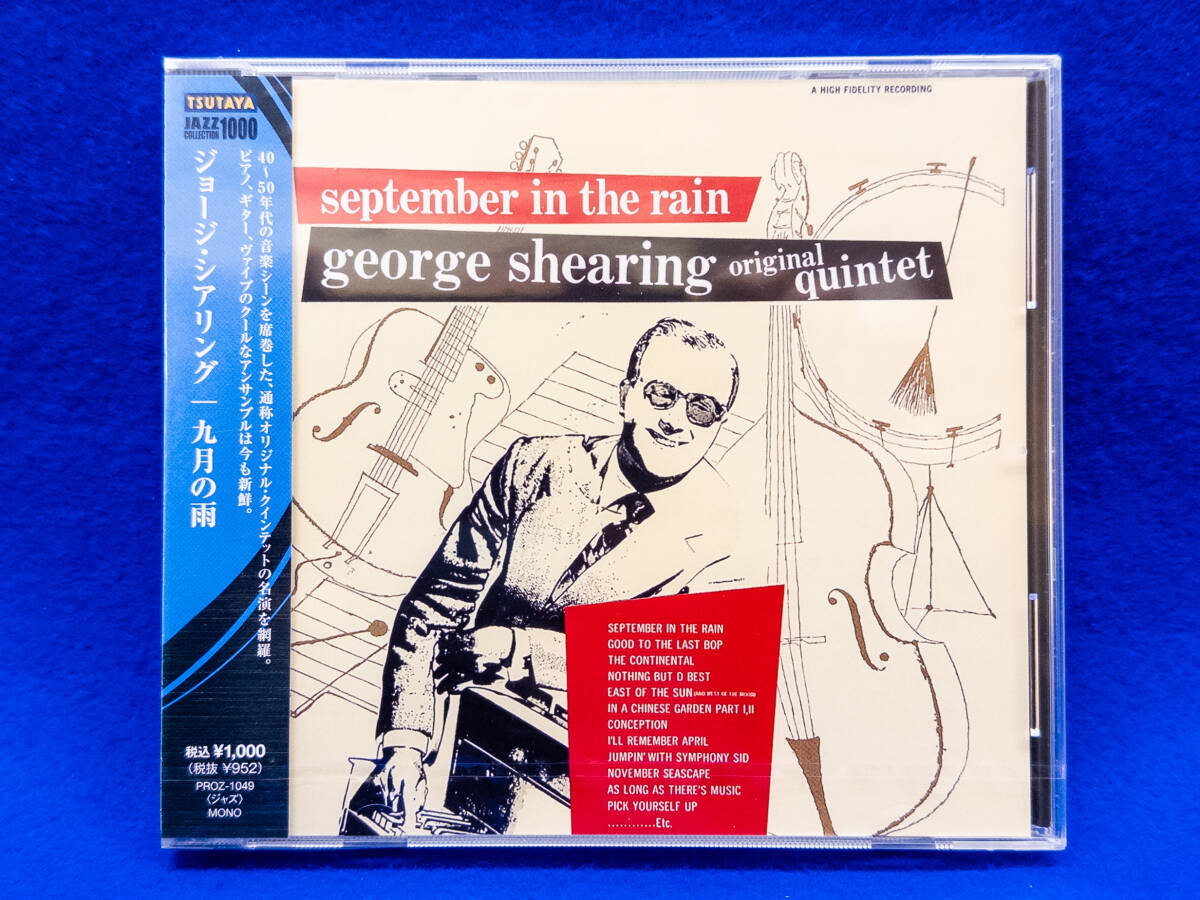 TSUTAYA
JAZZ
COLLECTION 1000
40～50年代の音楽シーンを席巻した、通称オリジナル・クインテットの名演を網羅。
ピアノ、ギター、ヴァイブのクールなアンサンブルは今も新鮮。
ジョージ・シアリング｜九月の雨
税込 ¥1,000
(税抜 ¥952)
PROZ-1049
〈ジャズ〉
MONO
A HIGH FIDELITY RECORDING
september in the rain
george shearing original quintet
SEPTEMBER IN THE RAIN
GOOD TO THE LAST BOP
THE CONTINENTAL
NOTHING BUT D BEST
EAST OF THE SUN (AND WEST OF THE MOON)
IN A CHINESE GARDEN PART I,II
CONCEPTION
I'LL REMEMBER APRIL
JUMPIN' WITH SYMPHONY SID
NOVEMBER SEASCAPE
AS LONG AS THERE'S MUSIC
PICK YOURSELF UP
............Etc.